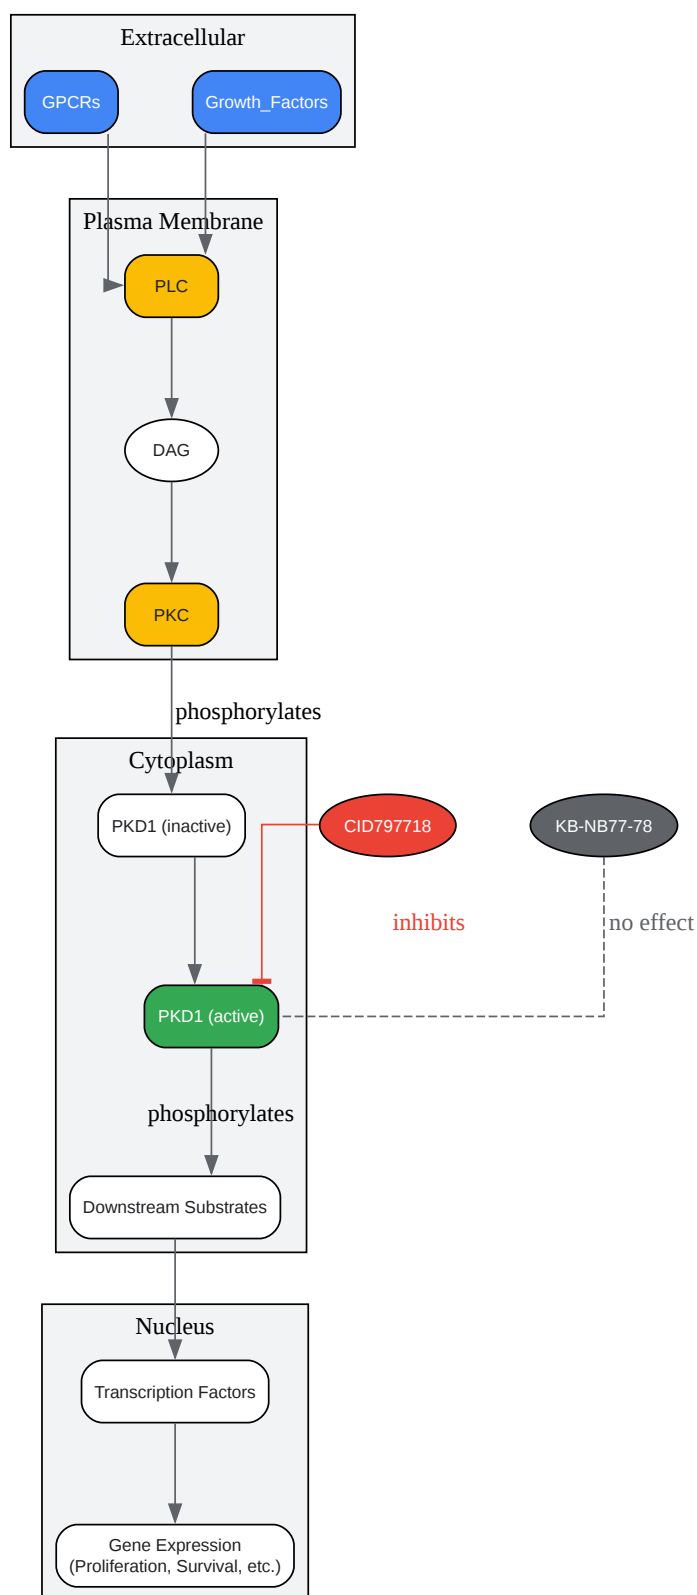 Extracellular
GPCRs
Growth_Factors
Plasma Membrane
PLC
DAG
PKC
phosphorylates
Cytoplasm
PKD1 (inactive)
CID797718
KB-NB77-78
inhibits
no effect
PKD1 (active)
phosphorylates
Downstream Substrates
Nucleus
Transcription Factors
Gene Expression
(Proliferation, Survival, etc.)